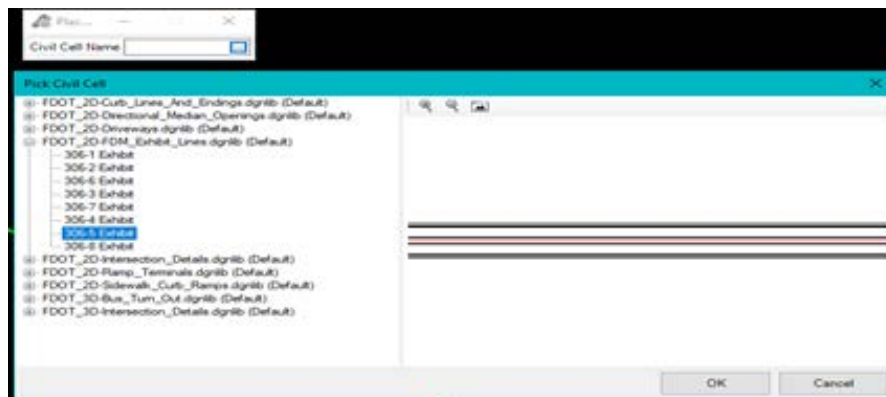 Plac...
Civil Cell Name
Pick Civil Cell
FDOT_2D-Curb_Lines_And_Endings.dgnlib (Default)
FDOT_2D-Directional_Median_Openings.dgnlib (Default)
FDOT_2D-Driveways.dgnlib (Default)
FDOT_2D-FDM_Exhibit_Lines.dgnlib (Default)
306-1 Exhibit
306-2 Exhibit
306-6 Exhibit
306-3 Exhibit
306-7 Exhibit
306-4 Exhibit
306-5 Exhibit
306-8 Exhibit
FDOT_2D-Intersection_Details.dgnlib (Default)
FDOT_2D-Ramp_Terminals.dgnlib (Default)
FDOT_2D-Sidewalk_Curb_Ramps.dgnlib (Default)
FDOT_3D-Bus_Turn_Out.dgnlib (Default)
FDOT_3D-Intersection_Details.dgnlib (Default)
OK Cancel